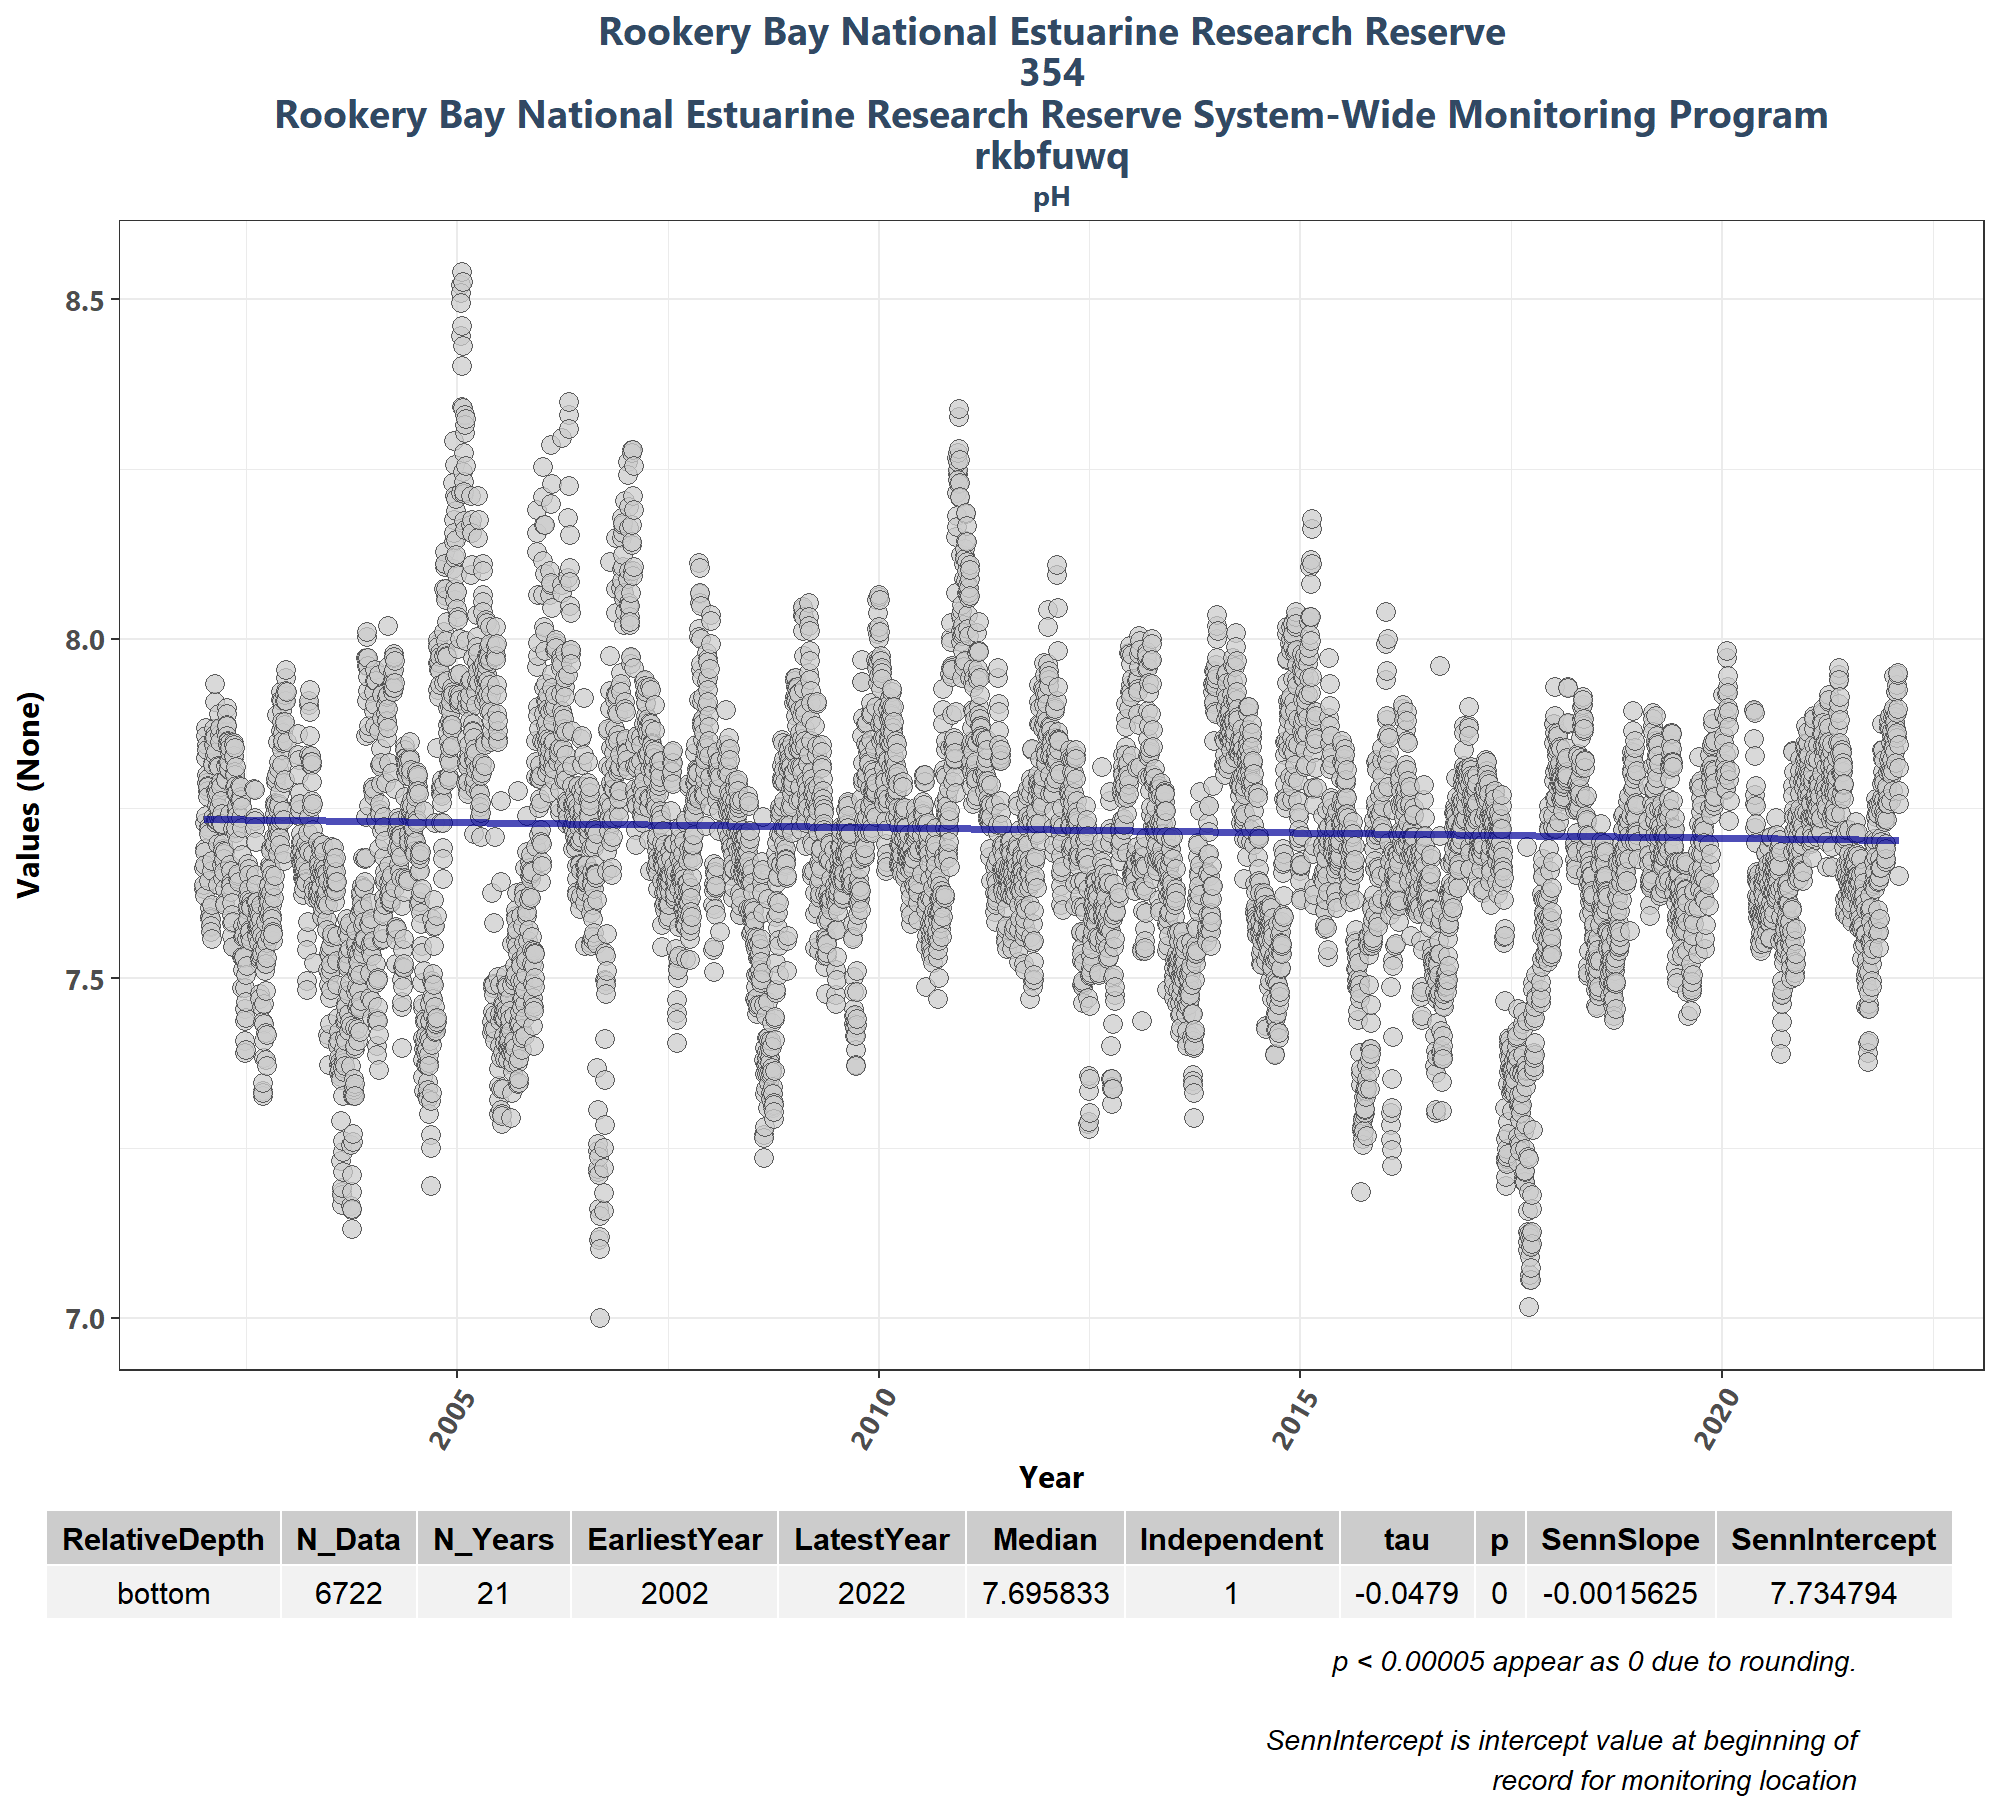 Rookery Bay National Estuarine Research Reserve
354
Rookery Bay National Estuarine Research Reserve System-Wide Monitoring Program
rkbfuwq
pH
Values (None)
8.5
8.0
7.5
7.0
2005 2010 2015 2020
Year
RelativeDepth N_Data N_Years EarliestYear LatestYear Median Independent tau p SennSlope SennIntercept
bottom 6722 21 2002 2022 7.695833 1 -0.0479 0 -0.0015625 7.734794
p < 0.00005 appear as 0 due to rounding.
SennIntercept is intercept value at beginning of
record for monitoring location